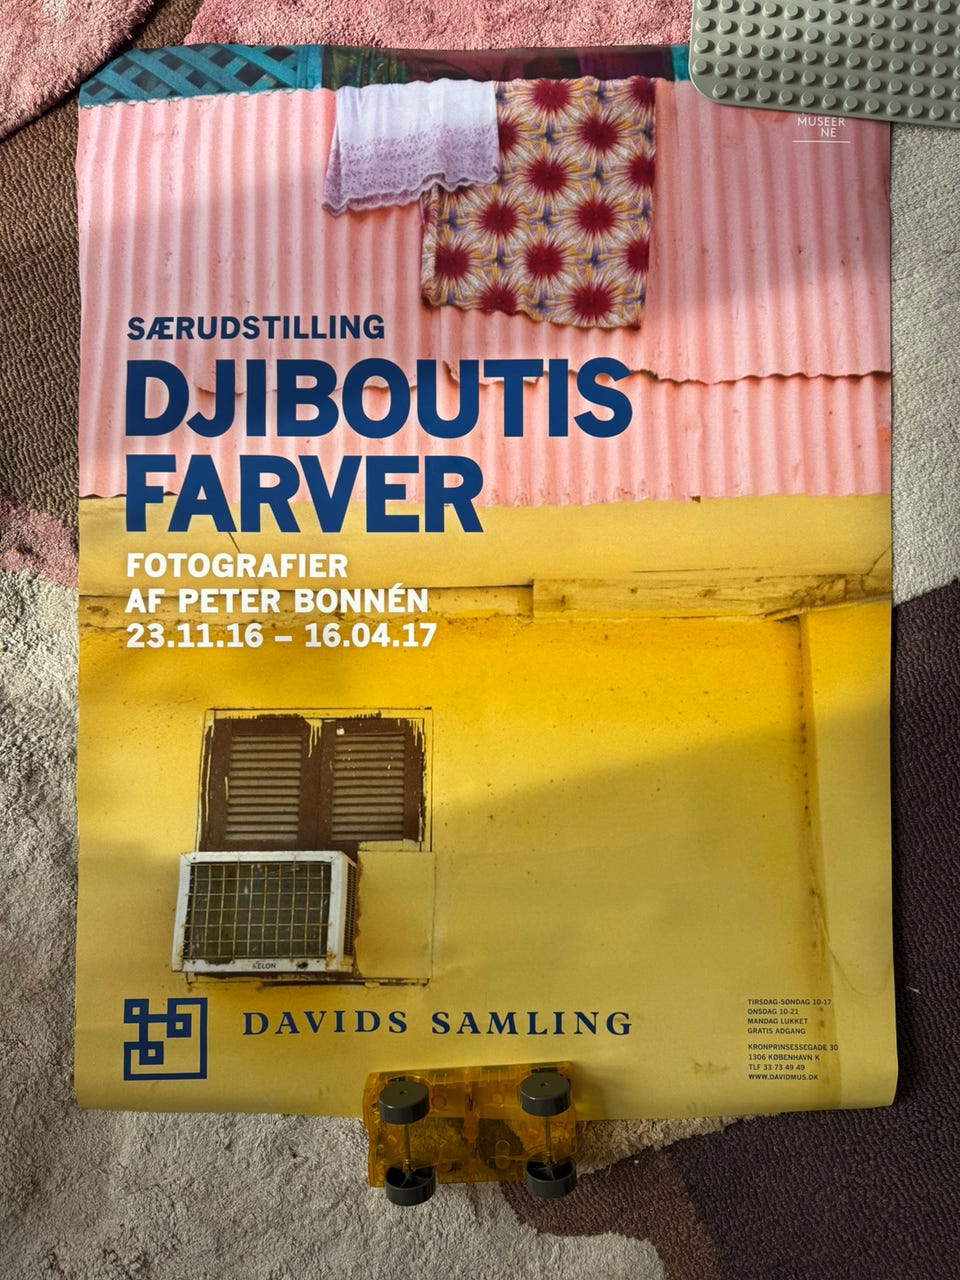 MUSEER
NE
SÆRUDSTILLING
DJIBOUTIS
FARVER
FOTOGRAFIER
AF PETER BONNÉN
23.11.16 – 16.04.17
KELON
DAVIDS SAMLING
TIRSDAG-SØNDAG 10-17
ONSDAG 10-21
MANDAG LUKKET
GRATIS ADGANG
KRONPRINSESSEGADE 30
1306 KØBENHAVN K
TLF 33 73 49 49
WWW.DAVIDMUS.DK